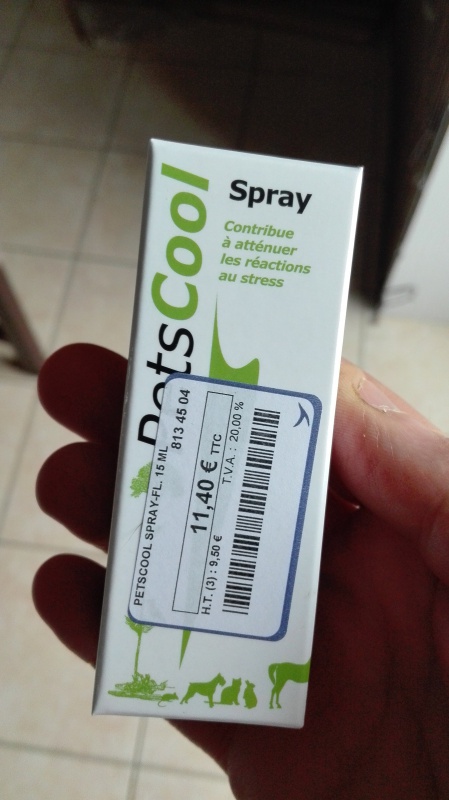 PetsCool
Spray
Contribue
à atténuer
les réactions
au stress
PETSCOOL SPRAY-FL. 15 ML
813 45 04
11,40 € TTC
H.T. (3) : 9,50 €
T.V.A. : 20,00 %